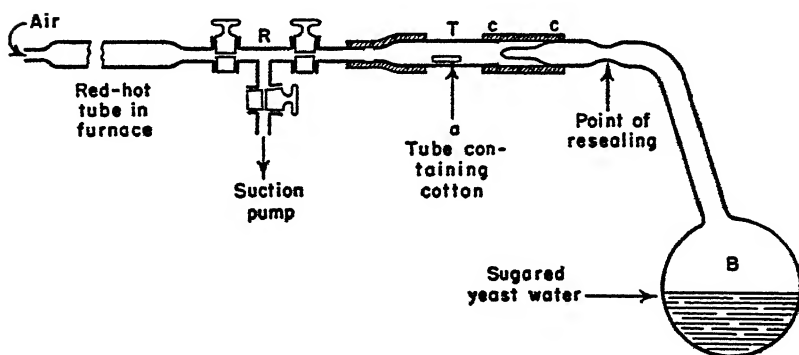 Air
R
T
c
c
Red-hot
tube in
furnace
Suction
pump
a
Tube con-
taining
cotton
Point of
resealing
B
Sugared
yeast water